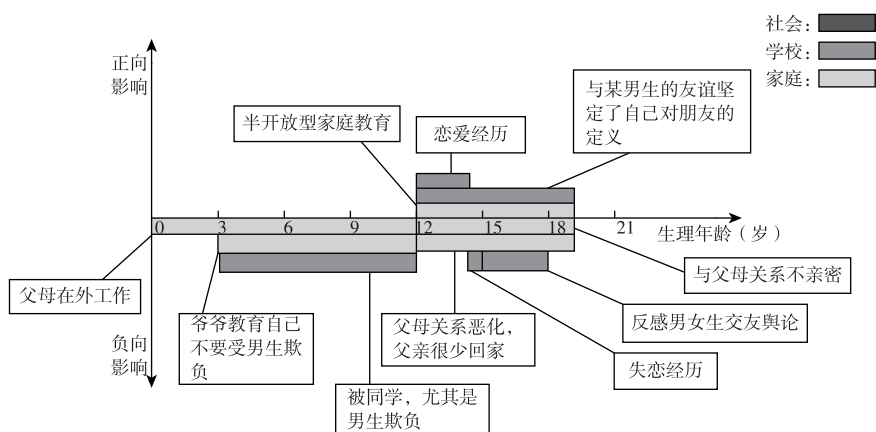 社会：
学校：
家庭：
正向
影响
半开放型家庭教育
恋爱经历
与某男生的友谊坚
定了自己对朋友的
定义
0 3 6 9 12 15 18 21
生理年龄（岁）
父母在外工作
与父母关系不亲密
爷爷教育自己
不要受男生欺
负
父母关系恶化，
父亲很少回家
反感男女生交友舆论
失恋经历
负向
影响
被同学，尤其是
男生欺负